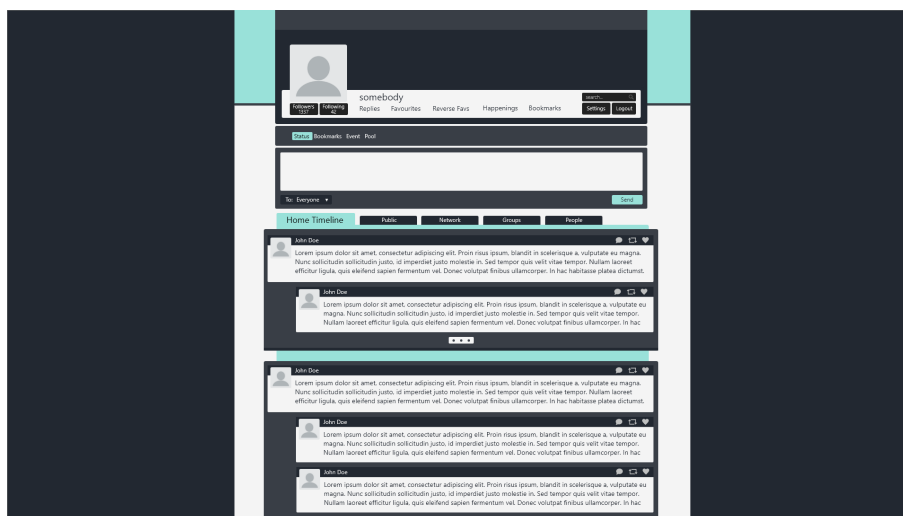 somebody
search...
Followers Following
1337 42
Replies Favourites Reverse Favs Happenings Bookmarks
Settings Logout
Status Bookmarks Event Pool
To: Everyone
Send
Home Timeline Public Network Groups People
John Doe
Lorem ipsum dolor sit amet, consectetur adipiscing elit. Proin risus ipsum, blandit in scelerisque a, vulputate eu magna.
Nunc sollicitudin sollicitudin justo, id imperdiet justo molestie in. Sed tempor quis velit vitae tempor. Nullam laoreet
efficitur ligula, quis eleifend sapien fermentum vel. Donec volutpat finibus ullamcorper. In hac habitasse platea dictumst.
John Doe
Lorem ipsum dolor sit amet, consectetur adipiscing elit. Proin risus ipsum, blandit in scelerisque a, vulputate eu
magna. Nunc sollicitudin sollicitudin justo, id imperdiet justo molestie in. Sed tempor quis velit vitae tempor.
Nullam laoreet efficitur ligula, quis eleifend sapien fermentum vel. Donec volutpat finibus ullamcorper. In hac
John Doe
Lorem ipsum dolor sit amet, consectetur adipiscing elit. Proin risus ipsum, blandit in scelerisque a, vulputate eu magna.
Nunc sollicitudin sollicitudin justo, id imperdiet justo molestie in. Sed tempor quis velit vitae tempor. Nullam laoreet
efficitur ligula, quis eleifend sapien fermentum vel. Donec volutpat finibus ullamcorper. In hac habitasse platea dictumst.
John Doe
Lorem ipsum dolor sit amet, consectetur adipiscing elit. Proin risus ipsum, blandit in scelerisque a, vulputate eu
magna. Nunc sollicitudin sollicitudin justo, id imperdiet justo molestie in. Sed tempor quis velit vitae tempor.
Nullam laoreet efficitur ligula, quis eleifend sapien fermentum vel. Donec volutpat finibus ullamcorper. In hac
John Doe
Lorem ipsum dolor sit amet, consectetur adipiscing elit. Proin risus ipsum, blandit in scelerisque a, vulputate eu
magna. Nunc sollicitudin sollicitudin justo, id imperdiet justo molestie in. Sed tempor quis velit vitae tempor.
Nullam laoreet efficitur ligula, quis eleifend sapien fermentum vel. Donec volutpat finibus ullamcorper. In hac